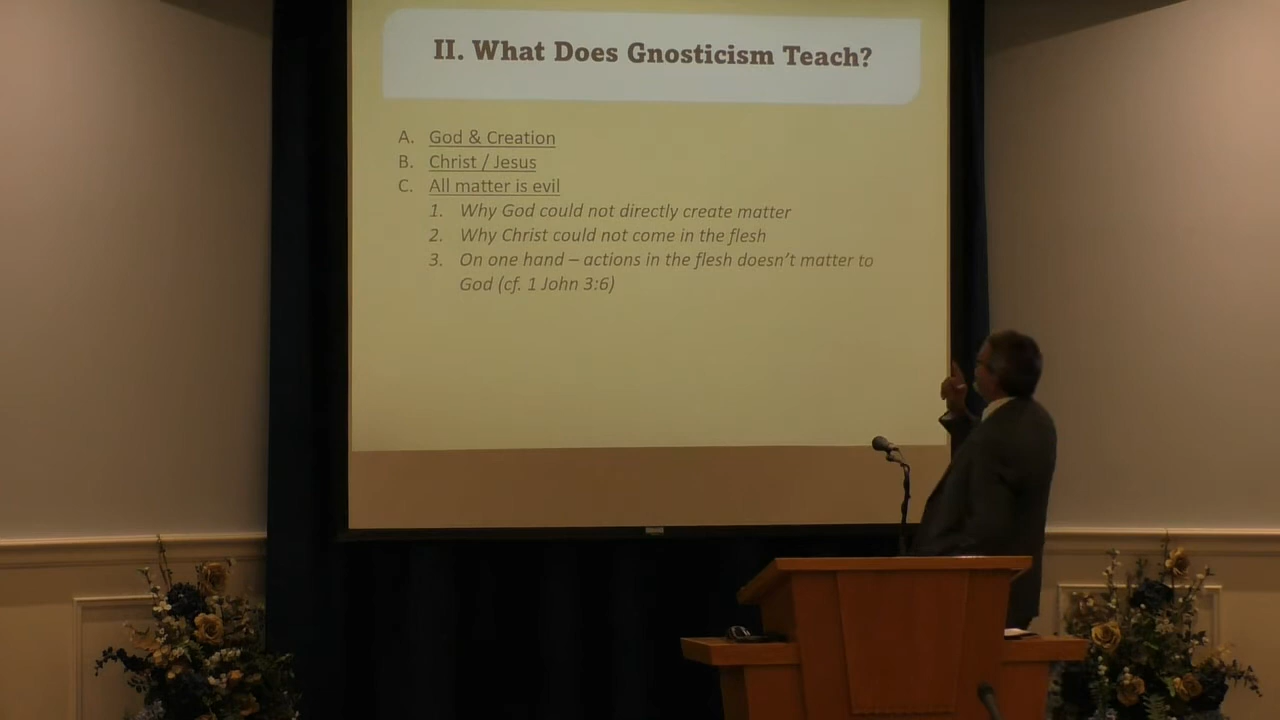 II. What Does Gnosticism Teach?
A. God & Creation
B. Christ / Jesus
C. All matter is evil
1. Why God could not directly create matter
2. Why Christ could not come in the flesh
3. On one hand – actions in the flesh doesn't matter to
God (cf. 1 John 3:6)